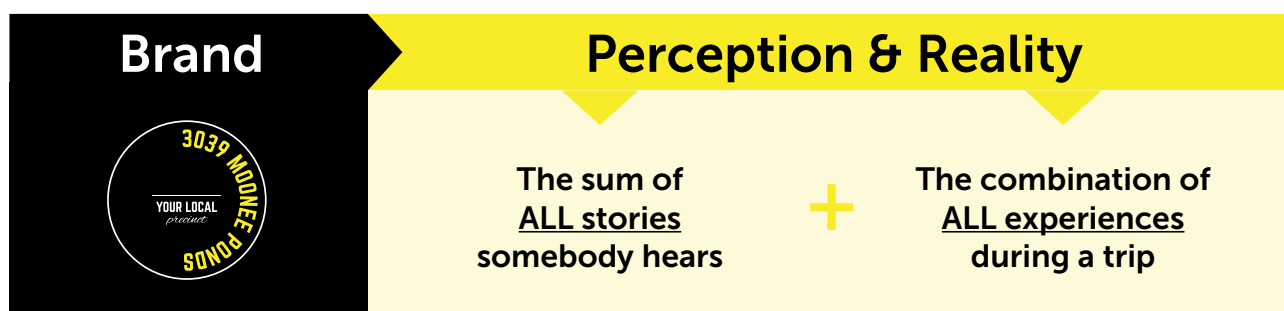 Brand
Perception & Reality
3039 MOONEE PONDS
YOUR LOCAL
precinct
The sum of
ALL stories
somebody hears
+
The combination of
ALL experiences
during a trip